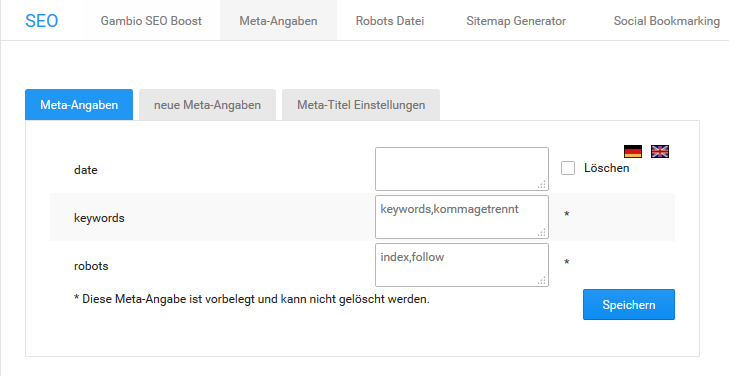 SEO Gambio SEO Boost Meta-Angaben Robots Datei Sitemap Generator Social Bookmarking
Meta-Angaben neue Meta-Angaben Meta-Titel Einstellungen
date Löschen
keywords keywords,kommagetrennt *
robots index,follow *
* Diese Meta-Angabe ist vorbelegt und kann nicht gelöscht werden. Speichern